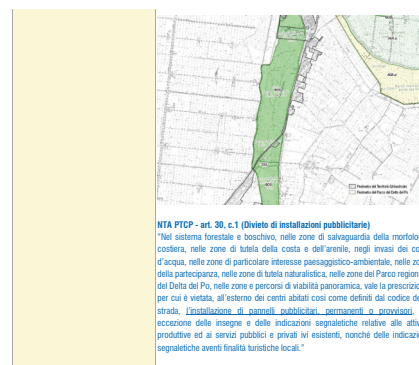 Perimetro del Territorio Urbanizzato
Perimetro del Parco del Delta del Po
NTA PTCP - art. 30, c.1 (Divieto di installazioni pubblicitarie)
"Nel sistema forestale e boschivo, nelle zone di salvaguardia della morfolo
costiera, nelle zone di tutela della costa e dell'arenile, negli invasi dei co
d'acqua, nelle zone di particolare interesse paesaggistico-ambientale, nelle zo
della partecipanza, nelle zone di tutela naturalistica, nelle zone del Parco region
del Delta del Po, nelle zone e percorsi di viabilità panoramica, vale la prescrizio
per cui è vietata, all'esterno dei centri abitati così come definiti dal codice de
strada, l'installazione di pannelli pubblicitari, permanenti o provvisori,
eccezione delle insegne e delle indicazioni segnaletiche relative alle attiv
produttive ed ai servizi pubblici e privati ivi esistenti, nonché delle indicazio
segnaletiche aventi finalità turistiche locali."